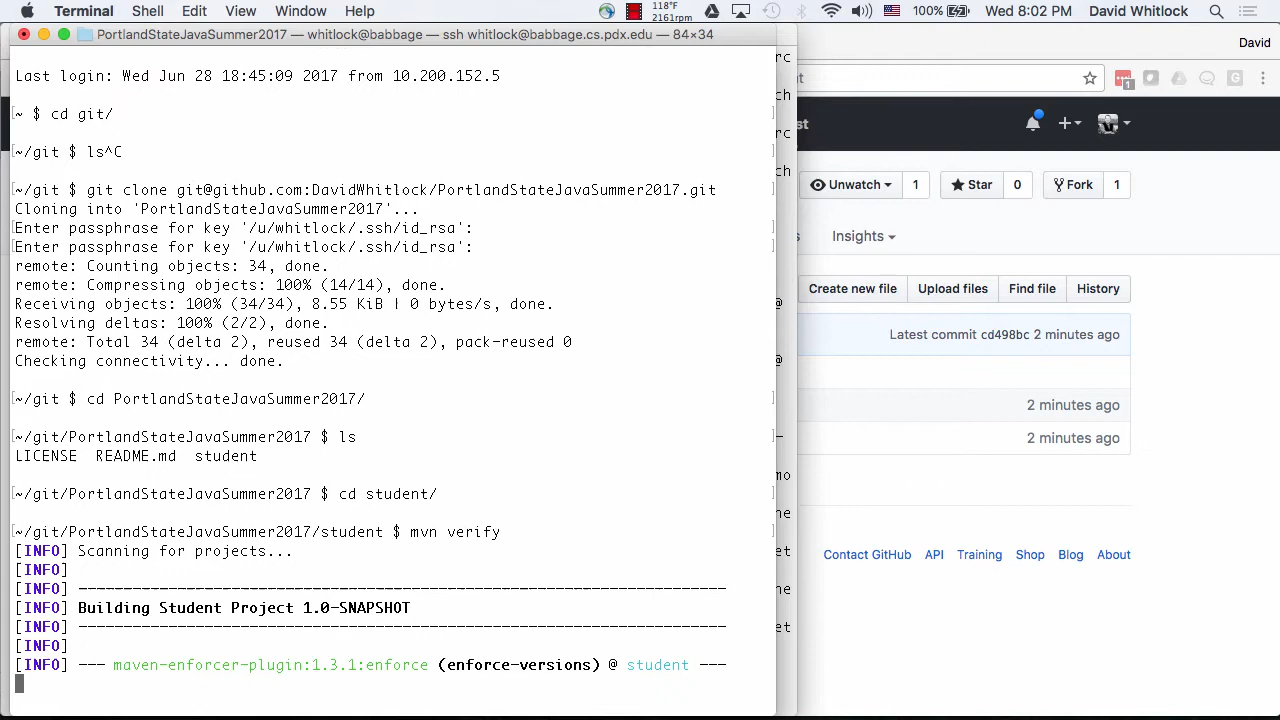 Terminal Shell Edit View Window Help 118°F 2161rpm 100% Wed 8:02 PM David Whitlock
PortlandStateJavaSummer2017 — whitlock@babbage — ssh whitlock@babbage.cs.pdx.edu — 84×34
David
Last login: Wed Jun 28 18:45:09 2017 from 10.200.152.5
[~ $ cd git/ ]
[~/git $ ls^C ]
[~/git $ git clone git@github.com:DavidWhitlock/PortlandStateJavaSummer2017.git ]
Cloning into 'PortlandStateJavaSummer2017'...
[Enter passphrase for key '/u/whitlock/.ssh/id_rsa': ]
[Enter passphrase for key '/u/whitlock/.ssh/id_rsa': ]
remote: Counting objects: 34, done.
remote: Compressing objects: 100% (14/14), done.
Receiving objects: 100% (34/34), 8.55 KiB | 0 bytes/s, done.
Resolving deltas: 100% (2/2), done.
remote: Total 34 (delta 2), reused 34 (delta 2), pack-reused 0
Checking connectivity... done.
[~/git $ cd PortlandStateJavaSummer2017/ ]
[~/git/PortlandStateJavaSummer2017 $ ls ]
LICENSE README.md student
[~/git/PortlandStateJavaSummer2017 $ cd student/ ]
[~/git/PortlandStateJavaSummer2017/student $ mvn verify ]
[INFO] Scanning for projects...
[INFO]
[INFO] ------------------------------------------------------------------------
[INFO] Building Student Project 1.0-SNAPSHOT
[INFO] ------------------------------------------------------------------------
[INFO]
[INFO] --- maven-enforcer-plugin:1.3.1:enforce (enforce-versions) @ student ---
1
Unwatch 1 Star 0 Fork 1
Insights
Create new file Upload files Find file History
Latest commit cd498bc 2 minutes ago
2 minutes ago
2 minutes ago
Contact GitHub API Training Shop Blog About